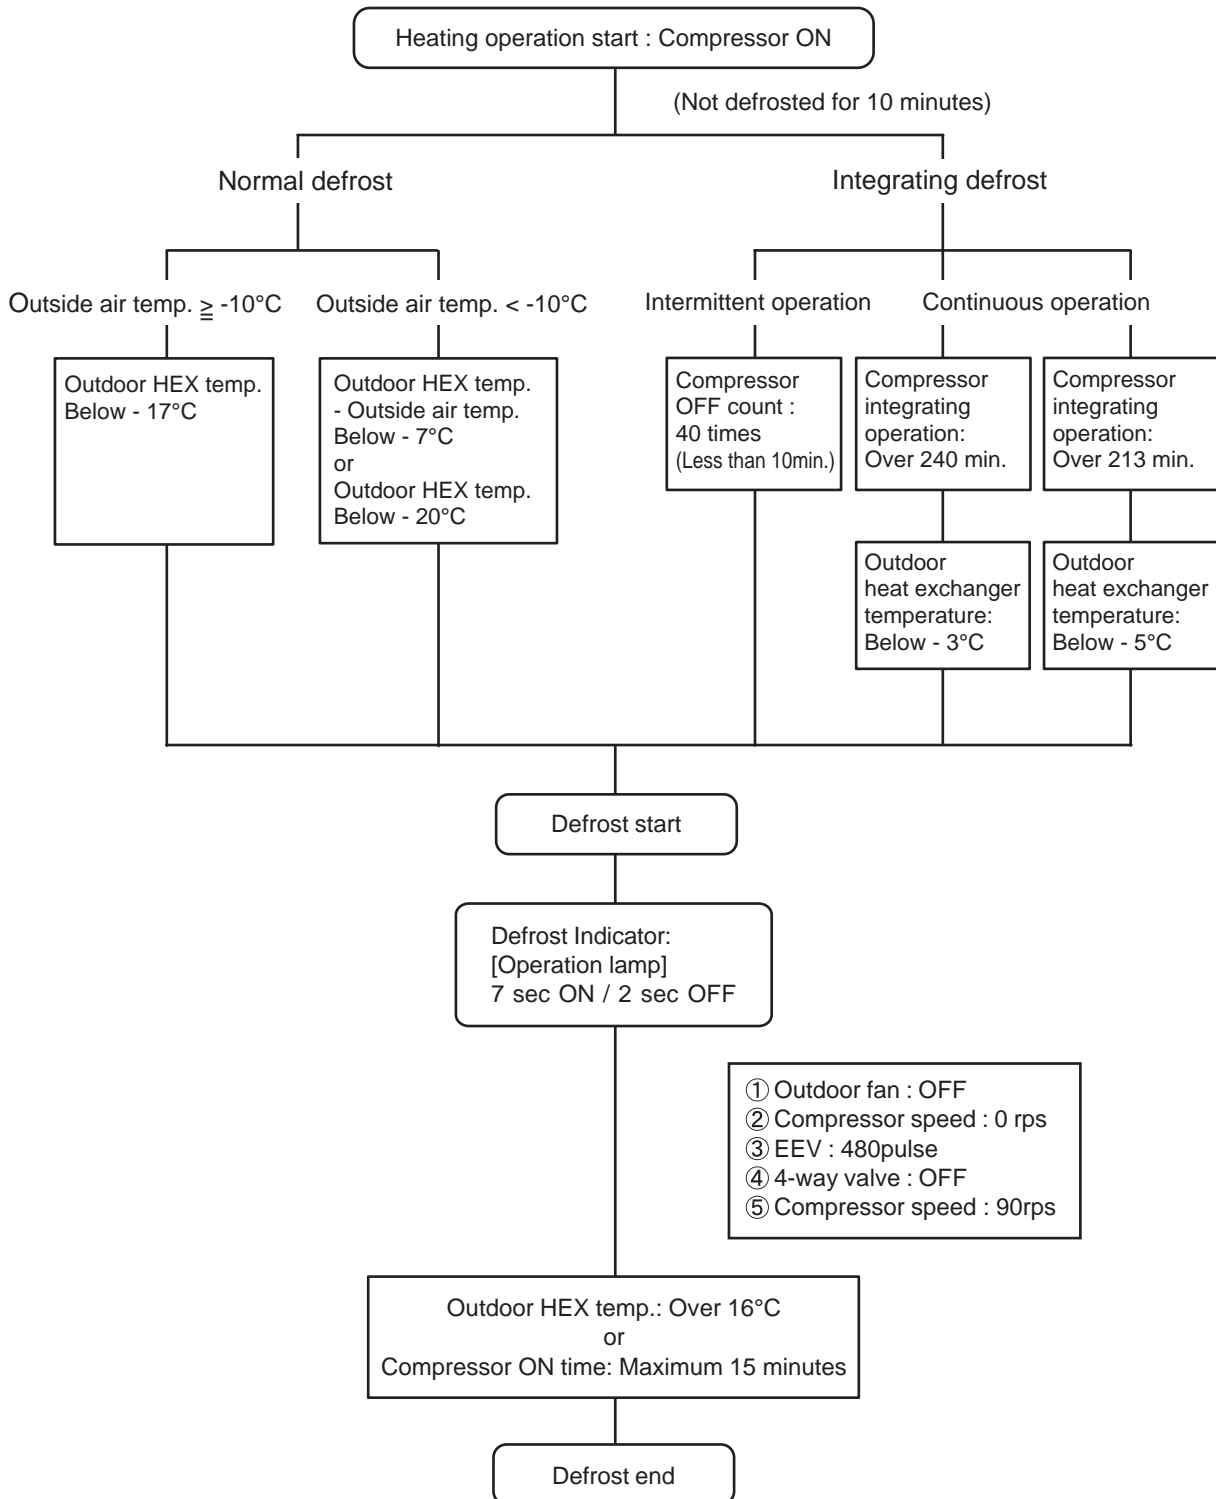 Heating operation start : Compressor ON
(Not defrosted for 10 minutes)
Normal defrost
Integrating defrost
Outside air temp. ≧ -10°C
Outside air temp. < -10°C
Intermittent operation
Continuous operation
Outdoor HEX temp.
Below - 17°C
Outdoor HEX temp.
- Outside air temp.
Below - 7°C
or
Outdoor HEX temp.
Below - 20°C
Compressor
OFF count :
40 times
(Less than 10min.)
Compressor
integrating
operation:
Over 240 min.
Compressor
integrating
operation:
Over 213 min.
Outdoor
heat exchanger
temperature:
Below - 3°C
Outdoor
heat exchanger
temperature:
Below - 5°C
Defrost start
Defrost Indicator:
[Operation lamp]
7 sec ON / 2 sec OFF
① Outdoor fan : OFF
② Compressor speed : 0 rps
③ EEV : 480pulse
④ 4-way valve : OFF
⑤ Compressor speed : 90rps
Outdoor HEX temp.: Over 16°C
or
Compressor ON time: Maximum 15 minutes
Defrost end